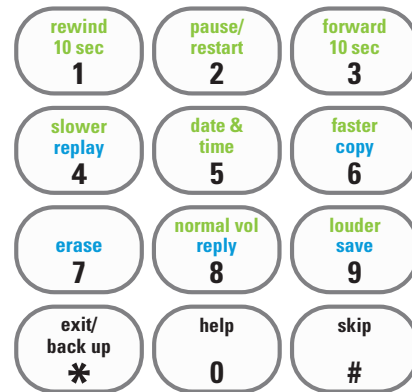 rewind
10 sec
1
pause/
restart
2
forward
10 sec
3
slower
replay
4
date &
time
5
faster
copy
6
erase
7
normal vol
reply
8
louder
save
9
exit/
back up
*
help
0
skip
#